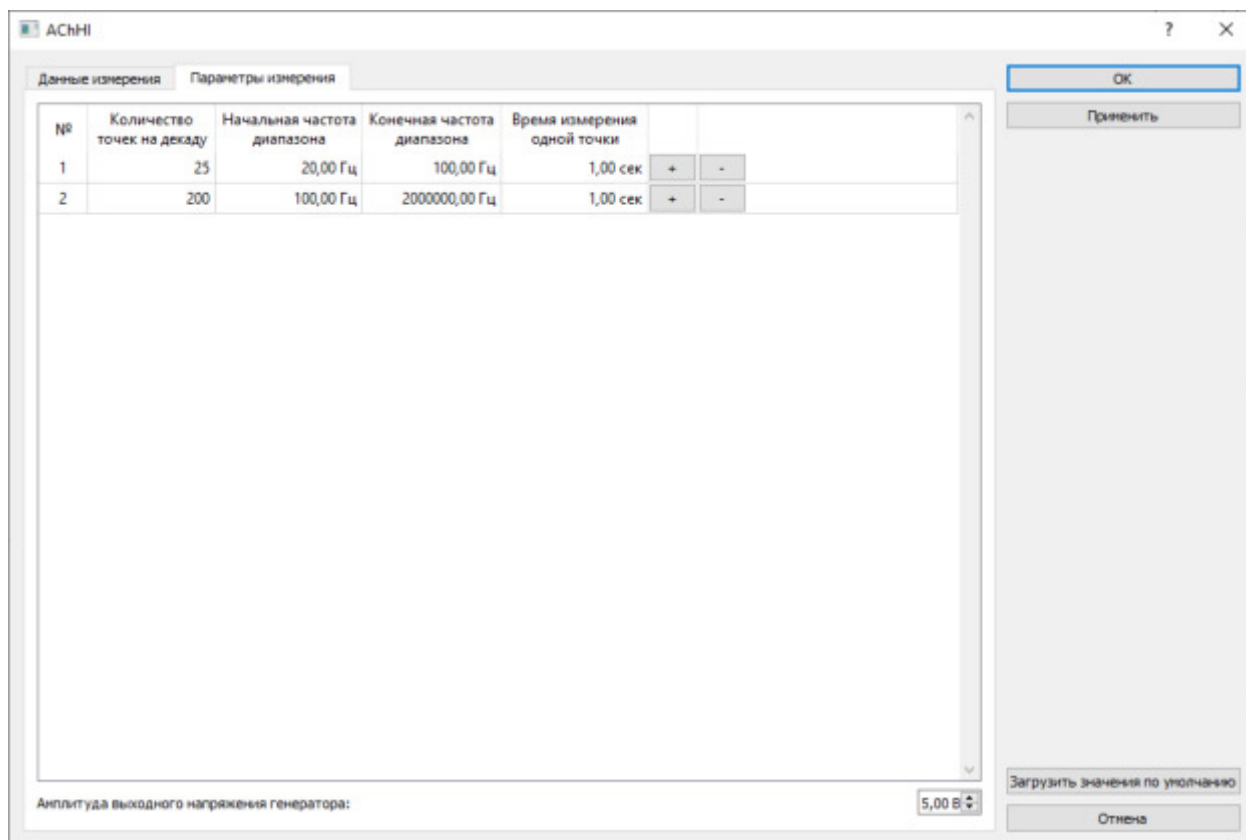 AChHI ? ×
Данные измерения Параметры измерения
№ Количество точек на декаду Начальная частота диапазона Конечная частота диапазона Время измерения одной точки
1 25 20,00 Гц 100,00 Гц 1,00 сек + -
2 200 100,00 Гц 2000000,00 Гц 1,00 сек + -
Амплитуда выходного напряжения генератора: 5,00 В
OK
Применить
Загрузить значения по умолчанию
Отмена